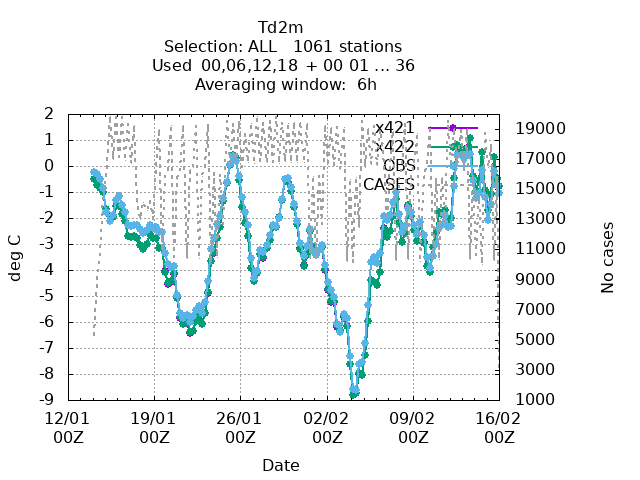 Td2m
Selection: ALL   1061 stations
Used  00,06,12,18 + 00 01 ... 36
Averaging window:  6h
2
1
0
-1
-2
-3
-4
-5
-6
-7
-8
-9
deg C
x421
x422
OBS
CASES
19000
17000
15000
13000
11000
9000
7000
5000
3000
1000
No cases
12/01 19/01 26/01 02/02 09/02 16/02
00Z 00Z 00Z 00Z 00Z 00Z
Date